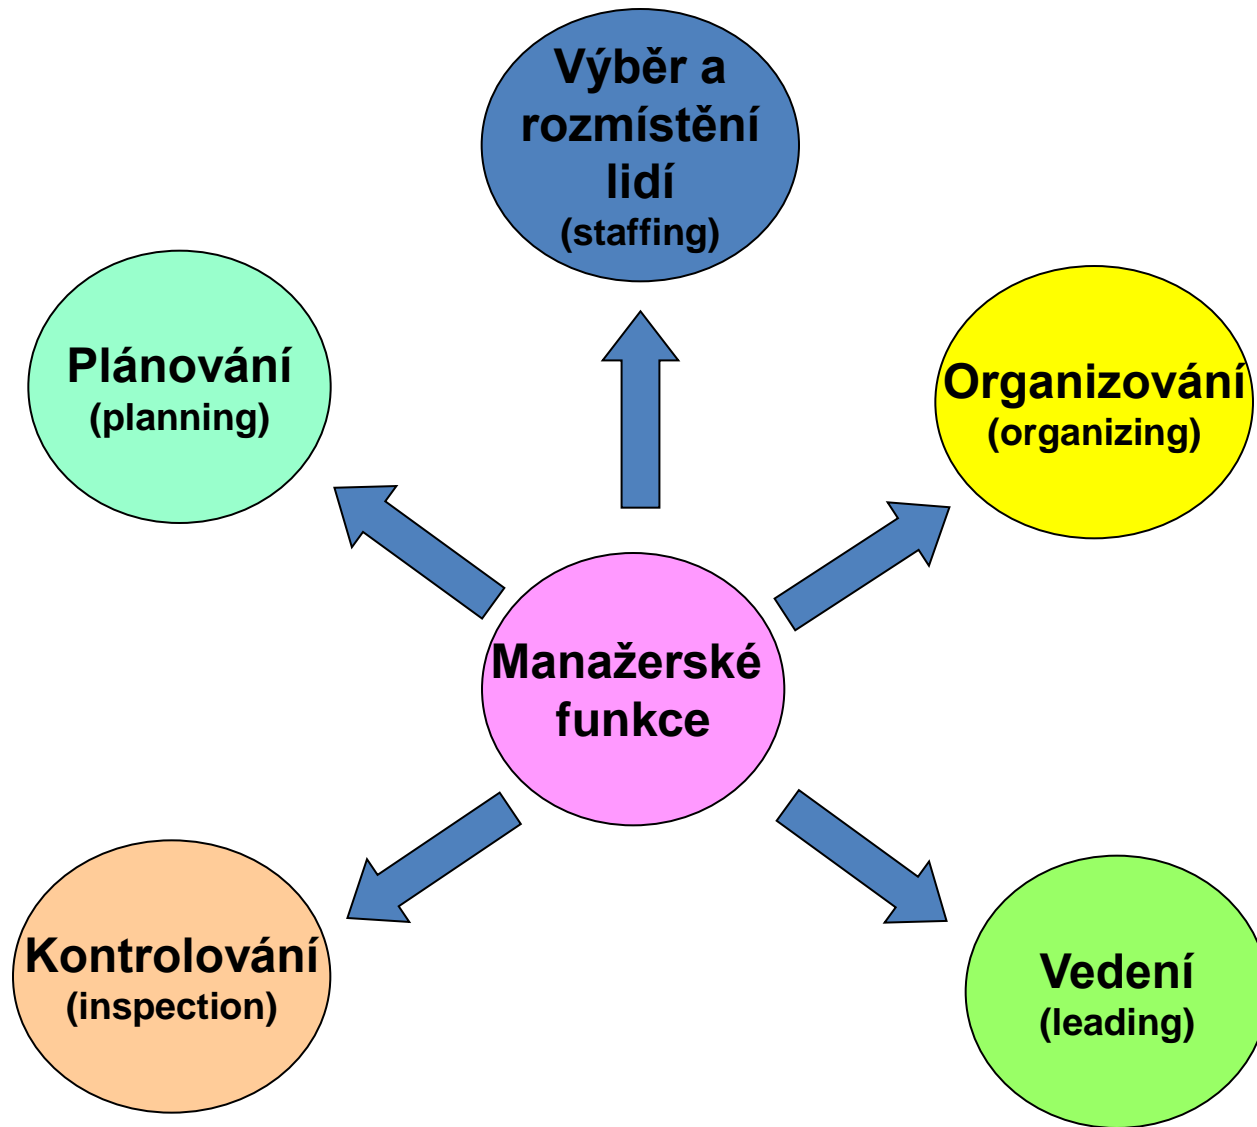 Výběr a
rozmístění
lidí
(staffing)
Plánování
(planning)
Organizování
(organizing)
Manažerské
funkce
Kontrolování
(inspection)
Vedení
(leading)